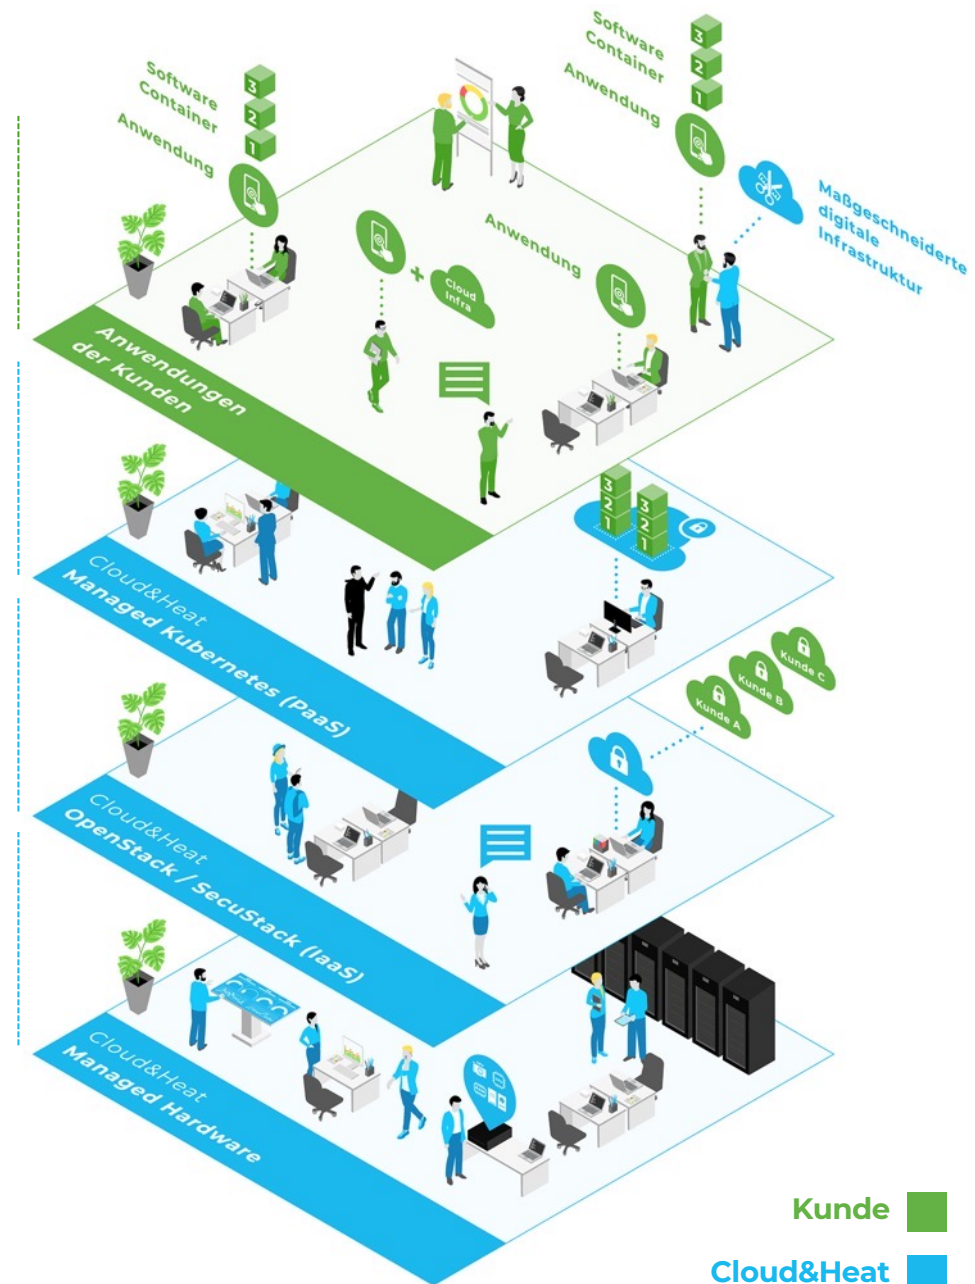 Software
Container
3
2
1
Anwendung
Software
Container
3
2
1
Anwendung
Maßgeschneiderte
digitale
Infrastruktur
Anwendung
+
Cloud
Infra
Anwendungen
der Kunden
3
2
1
3
2
1
Cloud&Heat
Managed Kubernetes (PaaS)
Kunde A
Kunde B
Kunde C
Cloud&Heat
OpenStack / SecuStack (IaaS)
Cloud&Heat
Managed Hardware
Kunde
Cloud&Heat